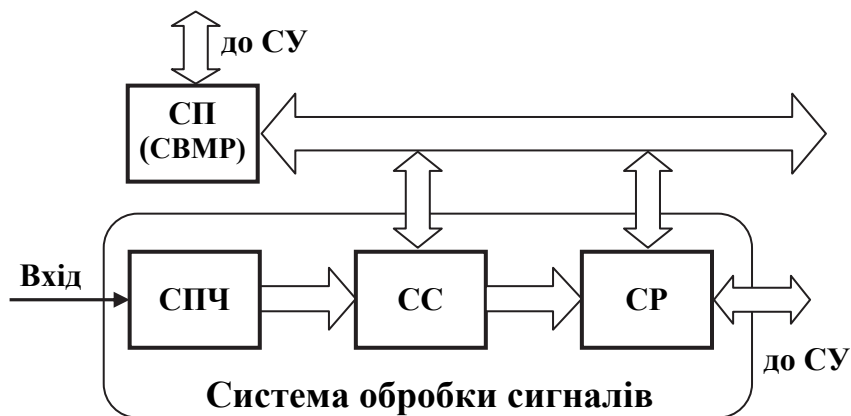 до СУ
СП
(СВМР)
Вхід
СПЧ
СС
СР
до СУ
Система обробки сигналів